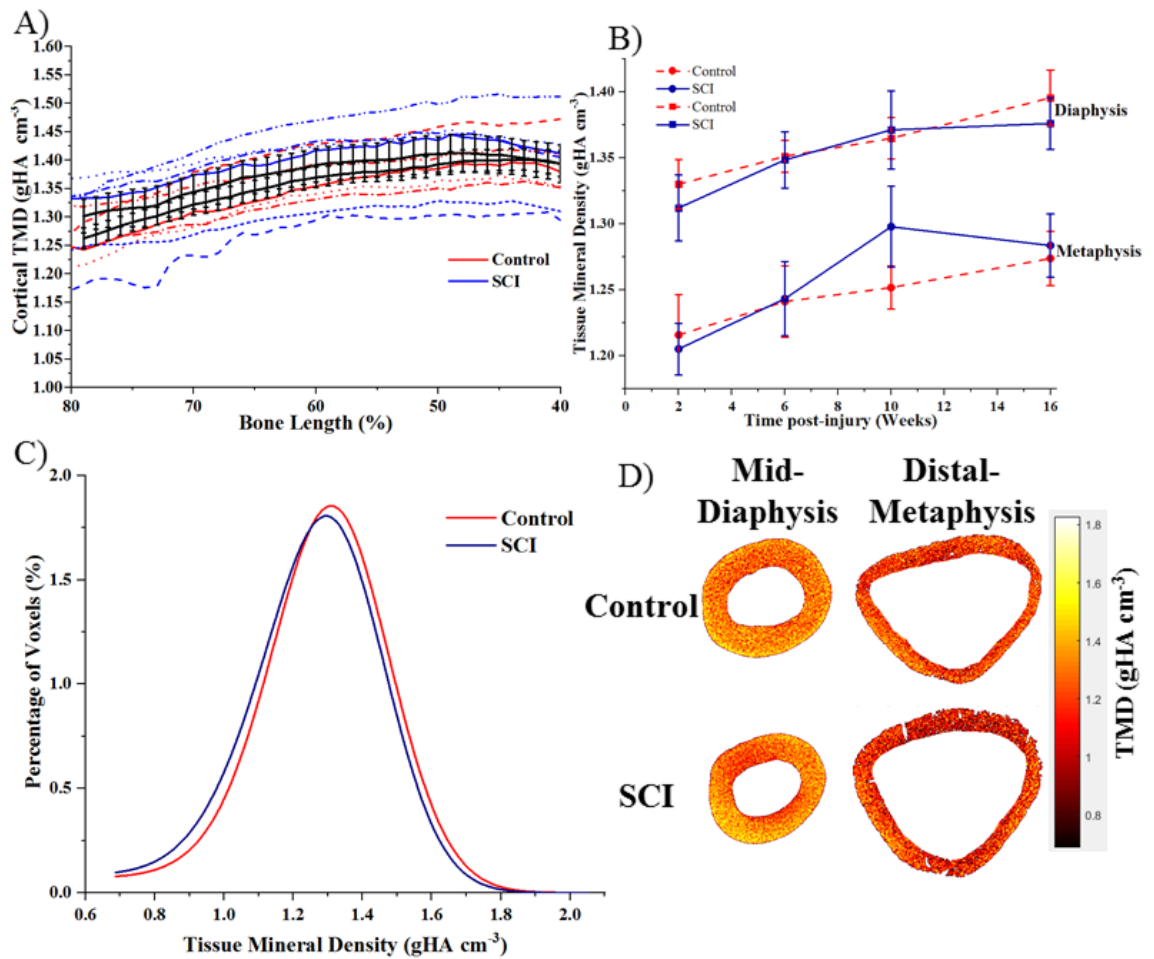 A)
1.60
1.55
1.50
1.45
1.40
1.35
1.30
1.25
1.20
1.15
1.10
1.05
1.00
Cortical TMD (gHA cm-3)
Control
SCI
80
70
60
50
40
Bone Length (%)
B)
Control
SCI
Control
SCI
1.40
1.35
1.30
1.25
1.20
Tissue Mineral Density (gHA cm-3)
Diaphysis
Metaphysis
0
2
4
6
8
10
12
14
16
Time post-injury (Weeks)
C)
2.0
1.5
1.0
0.5
0.0
Percentage of Voxels (%)
Control
SCI
0.6
0.8
1.0
1.2
1.4
1.6
1.8
2.0
Tissue Mineral Density (gHA cm-3)
D)
Mid-
Diaphysis
Distal-
Metaphysis
Control
SCI
1.8
1.6
1.4
1.2
1
0.8
TMD (gHA cm-3)